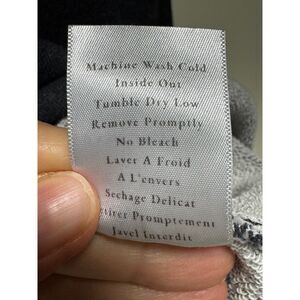 Machine Wash Cold
Inside Out
Tumble Dry Low
Remove Promptly
No Bleach
Laver A Froid
A L'envers
Sechage Delicat
etirer Promptement
Javel Interdit